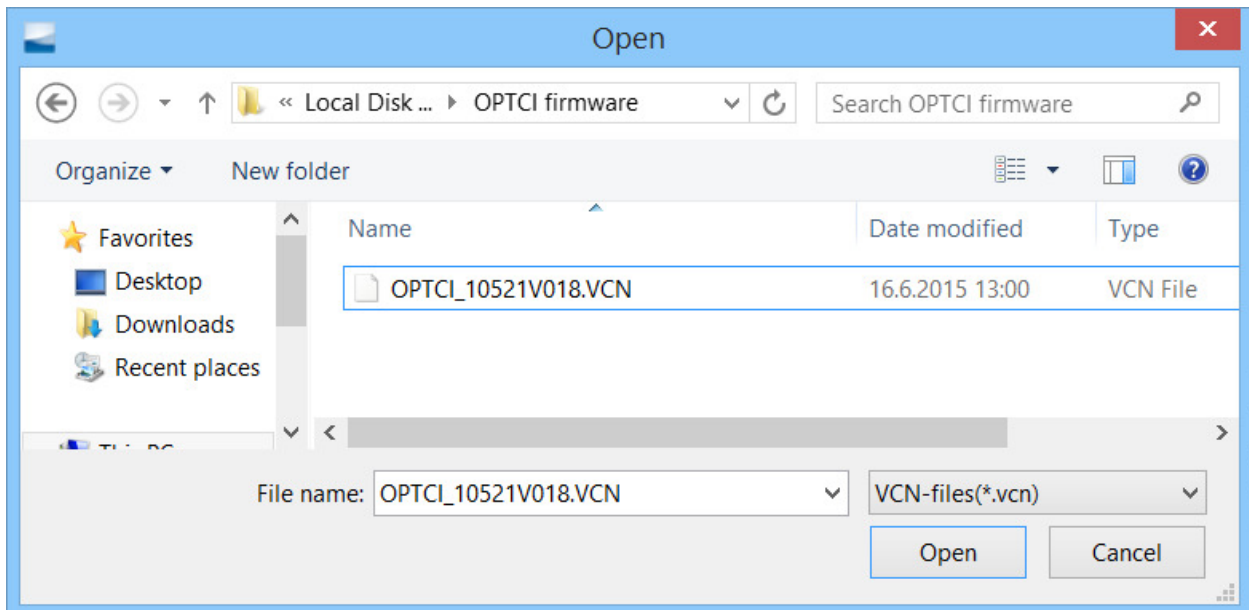 Open
« Local Disk ... OPTCI firmware
Search OPTCI firmware
Organize
New folder
Name
Date modified
Type
Favorites
Desktop
Downloads
Recent places
OPTCI_10521V018.VCN
16.6.2015 13:00
VCN File
File name:
OPTCI_10521V018.VCN
VCN-files(*.vcn)
Open
Cancel